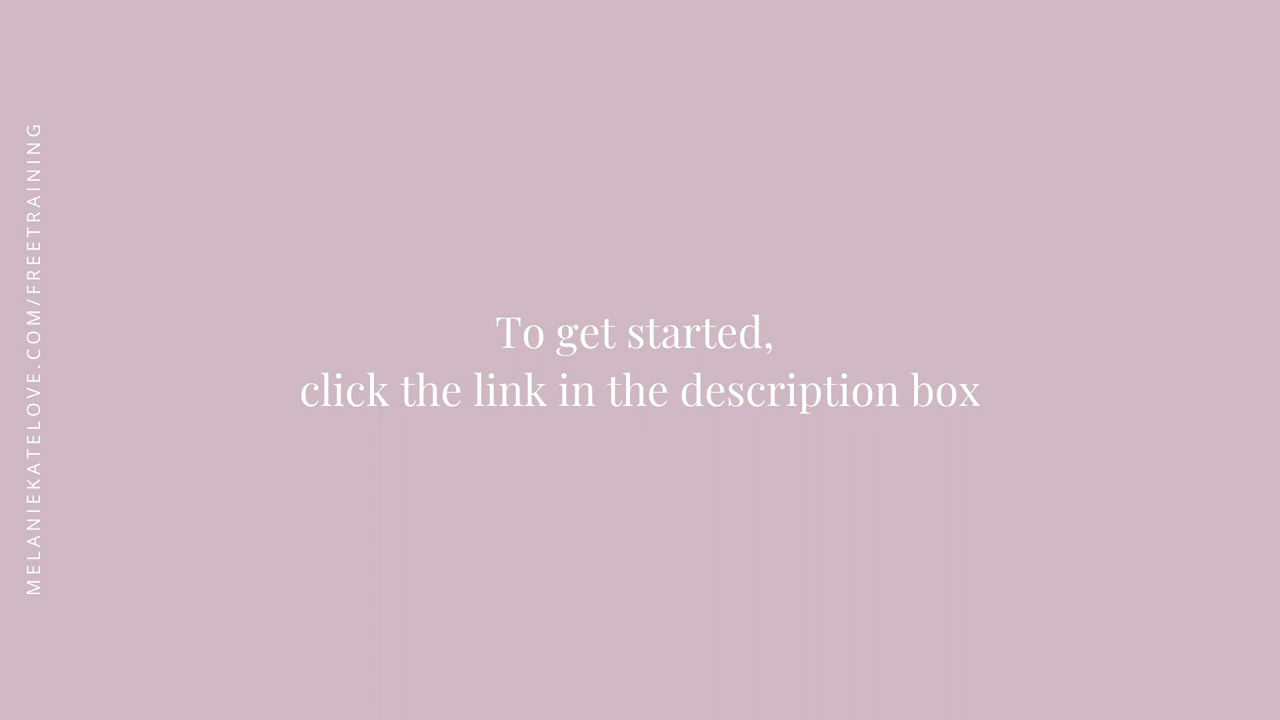 MELANIEKATELOVE.COM/FREETRAINING
To get started,
click the link in the description box